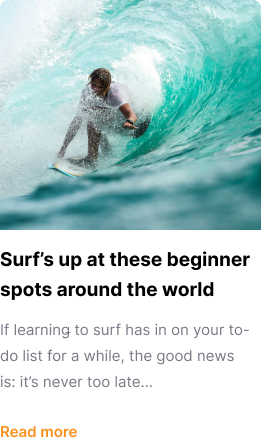 Surf’s up at these beginner
spots around the world
If learning to surf has in on your to-
do list for a while, the good news
is: it’s never too late...
Read more